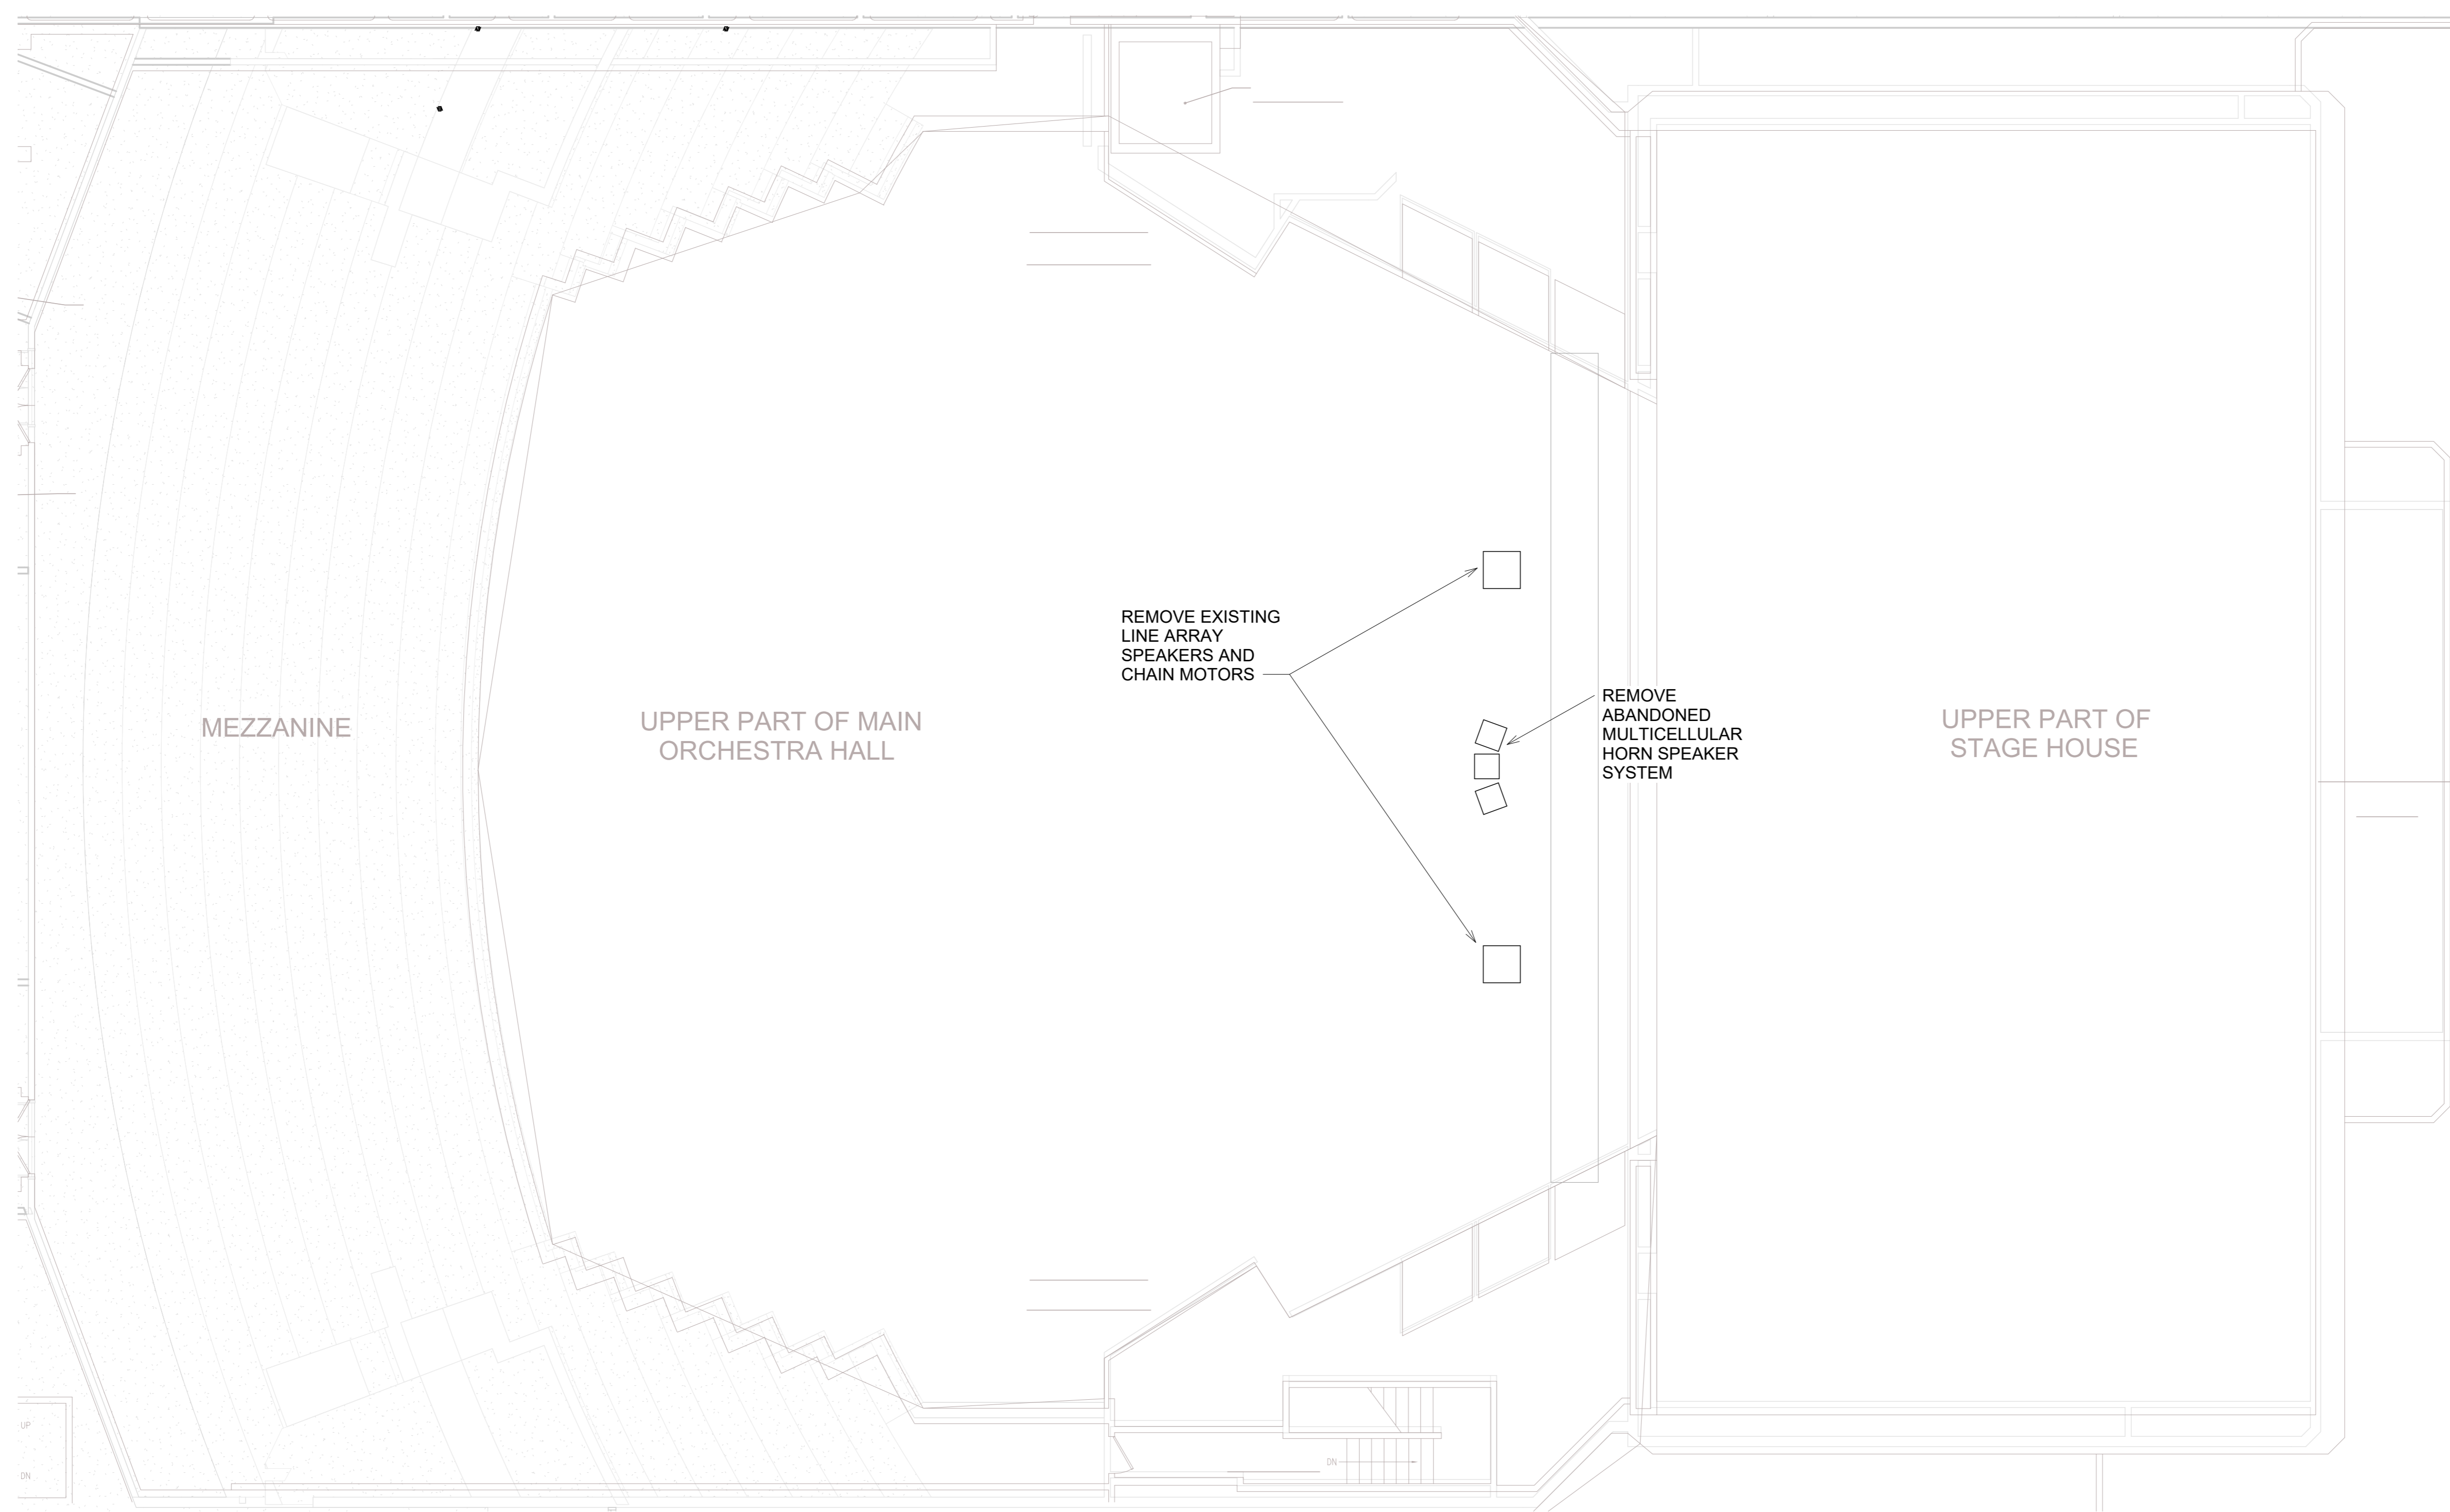 REMOVE EXISTING
LINE ARRAY
SPEAKERS AND
CHAIN MOTORS
REMOVE
ABANDONED
MULTICELLULAR
HORN SPEAKER
SYSTEM
MEZZANINE
UPPER PART OF MAIN
ORCHESTRA HALL
UPPER PART OF
STAGE HOUSE
UP
DN
DN